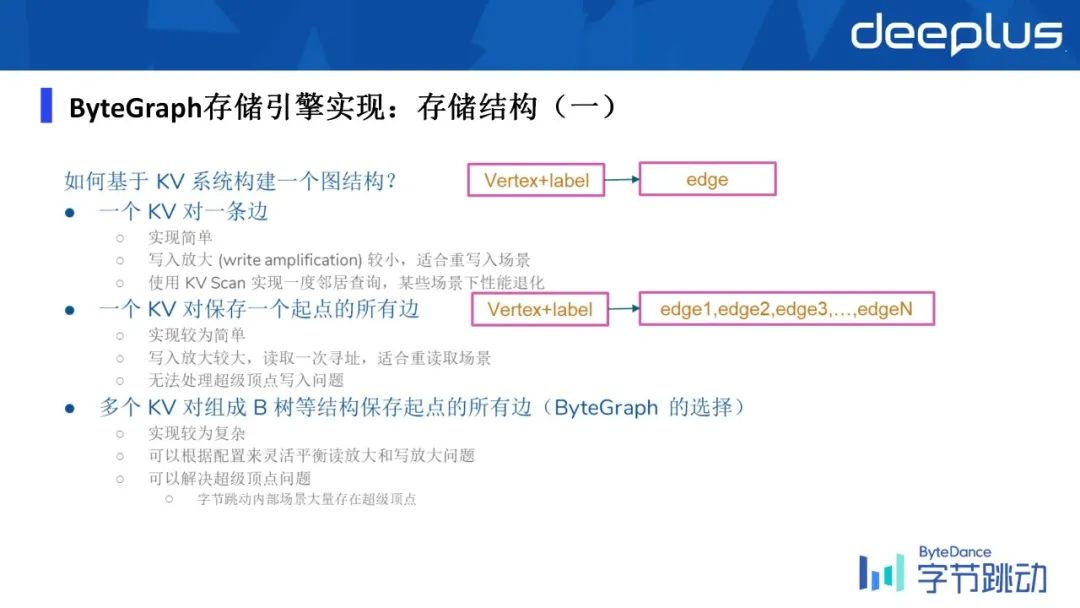 deeplus
ByteGraph存储引擎实现：存储结构（一）
如何基于 KV 系统构建一个图结构？
Vertex+label
edge
● 一个 KV 对一条边
○ 实现简单
○ 写入放大 (write amplification) 较小，适合重写入场景
○ 使用 KV Scan 实现一度邻居查询，某些场景下性能退化
● 一个 KV 对保存一个起点的所有边
Vertex+label
edge1,edge2,edge3,…,edgeN
○ 实现较为简单
○ 写入放大较大，读取一次寻址，适合重读取场景
○ 无法处理超级顶点写入问题
● 多个 KV 对组成 B 树等结构保存起点的所有边（ByteGraph 的选择）
○ 实现较为复杂
○ 可以根据配置来灵活平衡读放大和写放大问题
○ 可以解决超级顶点问题
○ 字节跳动内部场景大量存在超级顶点
ByteDance
字节跳动